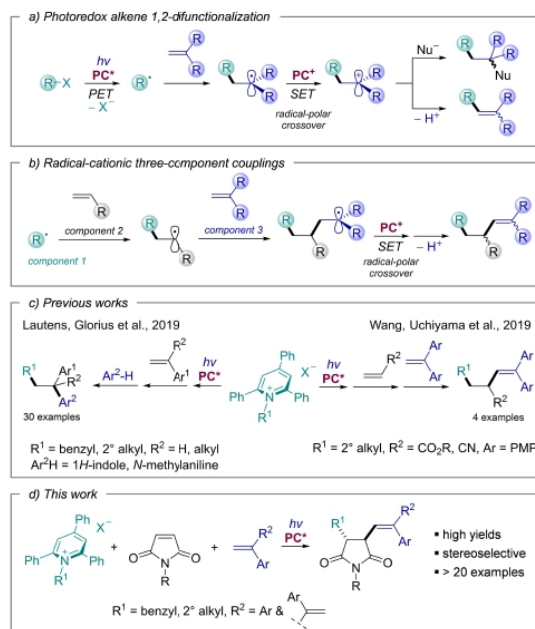 a) Photoredox alkene 1,2-difunctionalization
R–X
hν
PC*
PET
– X⁻
R•
R
R
R
R
R
PC⁺
SET
radical-polar
crossover
R
R
R
Nu⁻
R
R
R
Nu
– H⁺
R
R
R
b) Radical-cationic three-component couplings
R•
component 1
R
component 2
R
R
R
R
component 3
R
R
R
R
PC⁺
SET
radical-polar
crossover
– H⁺
R
R
R
R
c) Previous works
Lautens, Glorius et al., 2019
Wang, Uchiyama et al. 2019
R¹
Ar¹
R²
Ar²
30 examples
Ar²-H
R²
Ar¹
hν
PC*
Ph
X⁻
Ph
N⁺
Ph
R¹
hν
PC*
R²
Ar
Ar
R¹
Ar
Ar
R²
4 examples
R¹ = benzyl, 2° alkyl, R² = H, alkyl
Ar²H = 1H-indole, N-methylaniline
R¹ = 2° alkyl, R² = CO₂R, CN, Ar = PMP
d) This work
Ph
X⁻
Ph
N⁺
Ph
R¹
+
O
N
O
R
+
R²
Ar
hν
PC*
R¹
R²
Ar
O
N
O
R
▪ high yields
▪ stereoselective
▪ > 20 examples
R¹ = benzyl, 2° alkyl, R² = Ar &
Ar